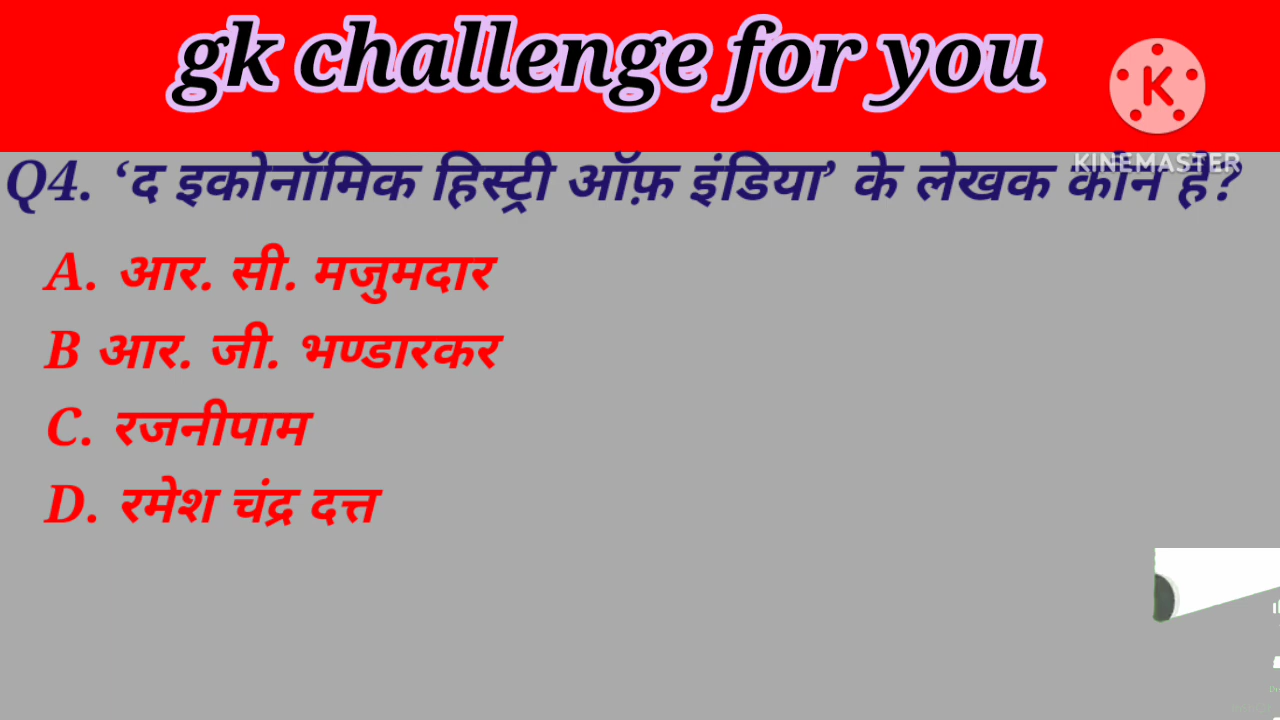 gk challenge for you
K
KINEMASTER
Q4. ‘द इकोनॉमिक हिस्ट्री ऑफ़ इंडिया’ के लेखक कौन है?
A. आर. सी. मजुमदार
B आर. जी. भण्डारकर
C. रजनीपाम
D. रमेश चंद्र दत्त